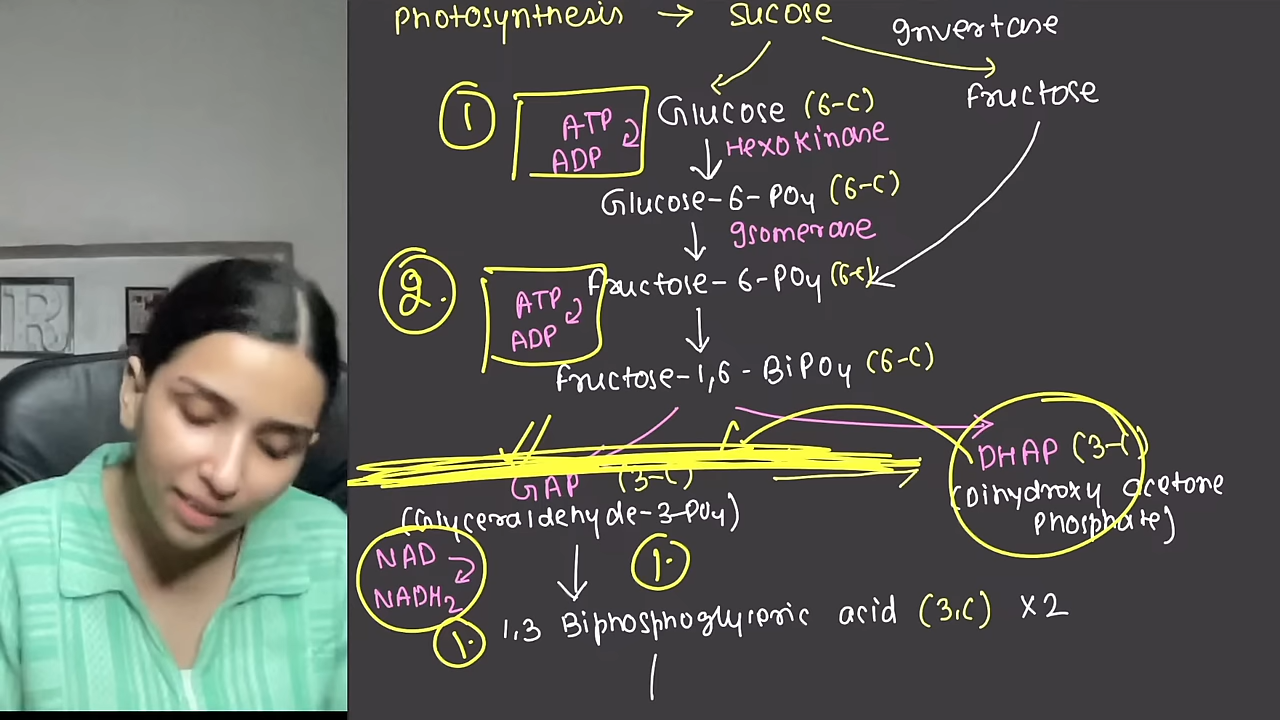 Photosynthesis → sucose
Invertase
Fructose
1
ATP
ADP
Glucose (6-C)
Hexokinase
Glucose-6-PO4 (6-C)
Isomerase
2.
ATP
ADP
Fructose-6-PO4 (6-C)
Fructose-1,6-BiPO4 (6-C)
GAP (3-C)
(Glyceraldehyde-3-PO4)
DHAP (3-C)
(Dihydroxy acetone
Phosphate)
NAD
NADH2
1.
1.
1,3 Biphosphoglyceric acid (3,C) x2
R